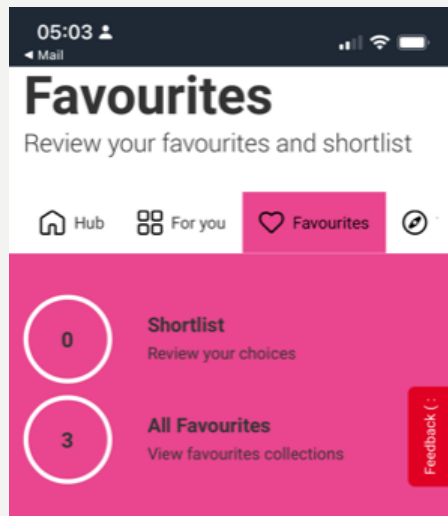 05:03
◄ Mail
Favourites
Review your favourites and shortlist
Hub
For you
Favourites
0
Shortlist
Review your choices
3
All Favourites
View favourites collections
Feedback ( :